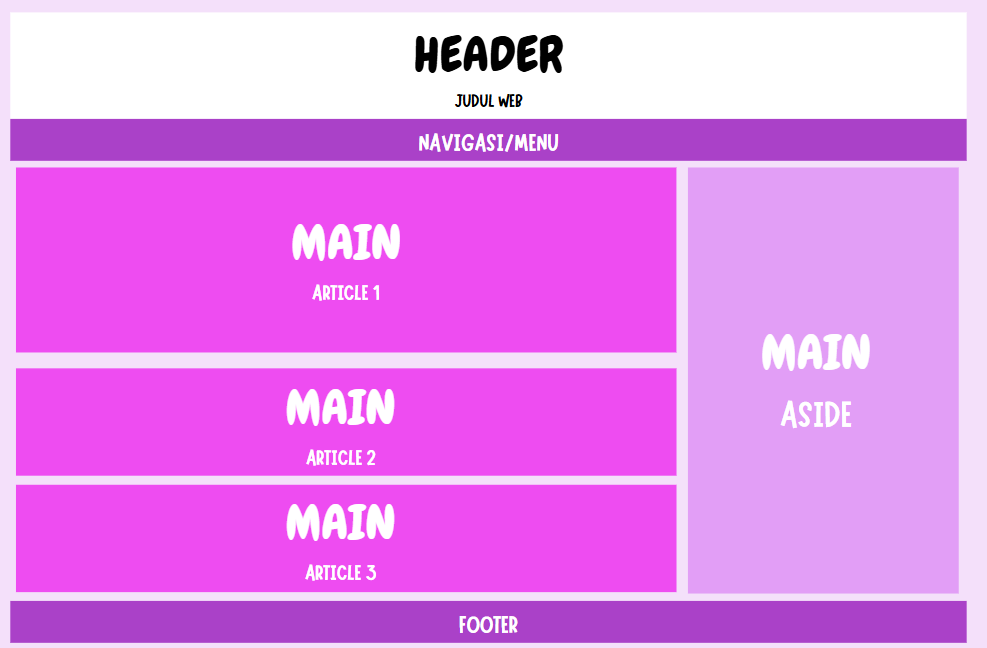 HEADER
JUDUL WEB
NAVIGASI/MENU
MAIN
ARTICLE 1
MAIN
ARTICLE 2
MAIN
ARTICLE 3
MAIN
ASIDE
FOOTER